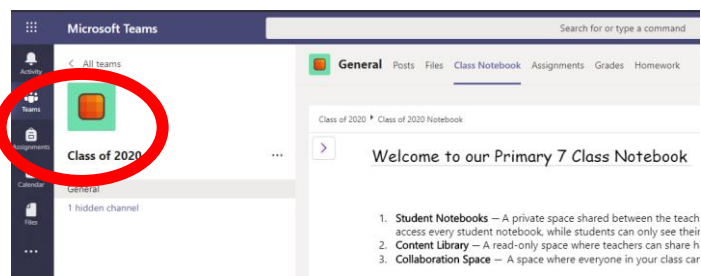 Microsoft Teams
Search for or type a command
Activity
Teams
Assignments
Calendar
Files
All teams
Class of 2020
General
1 hidden channel
General Posts Files Class Notebook Assignments Grades Homework
Class of 2020 Class of 2020 Notebook
Welcome to our Primary 7 Class Notebook
1. Student Notebooks — A private space shared between the teach
access every student notebook, while students can only see their
2. Content Library — A read-only space where teachers can share h
3. Collaboration Space — A space where everyone in your class car